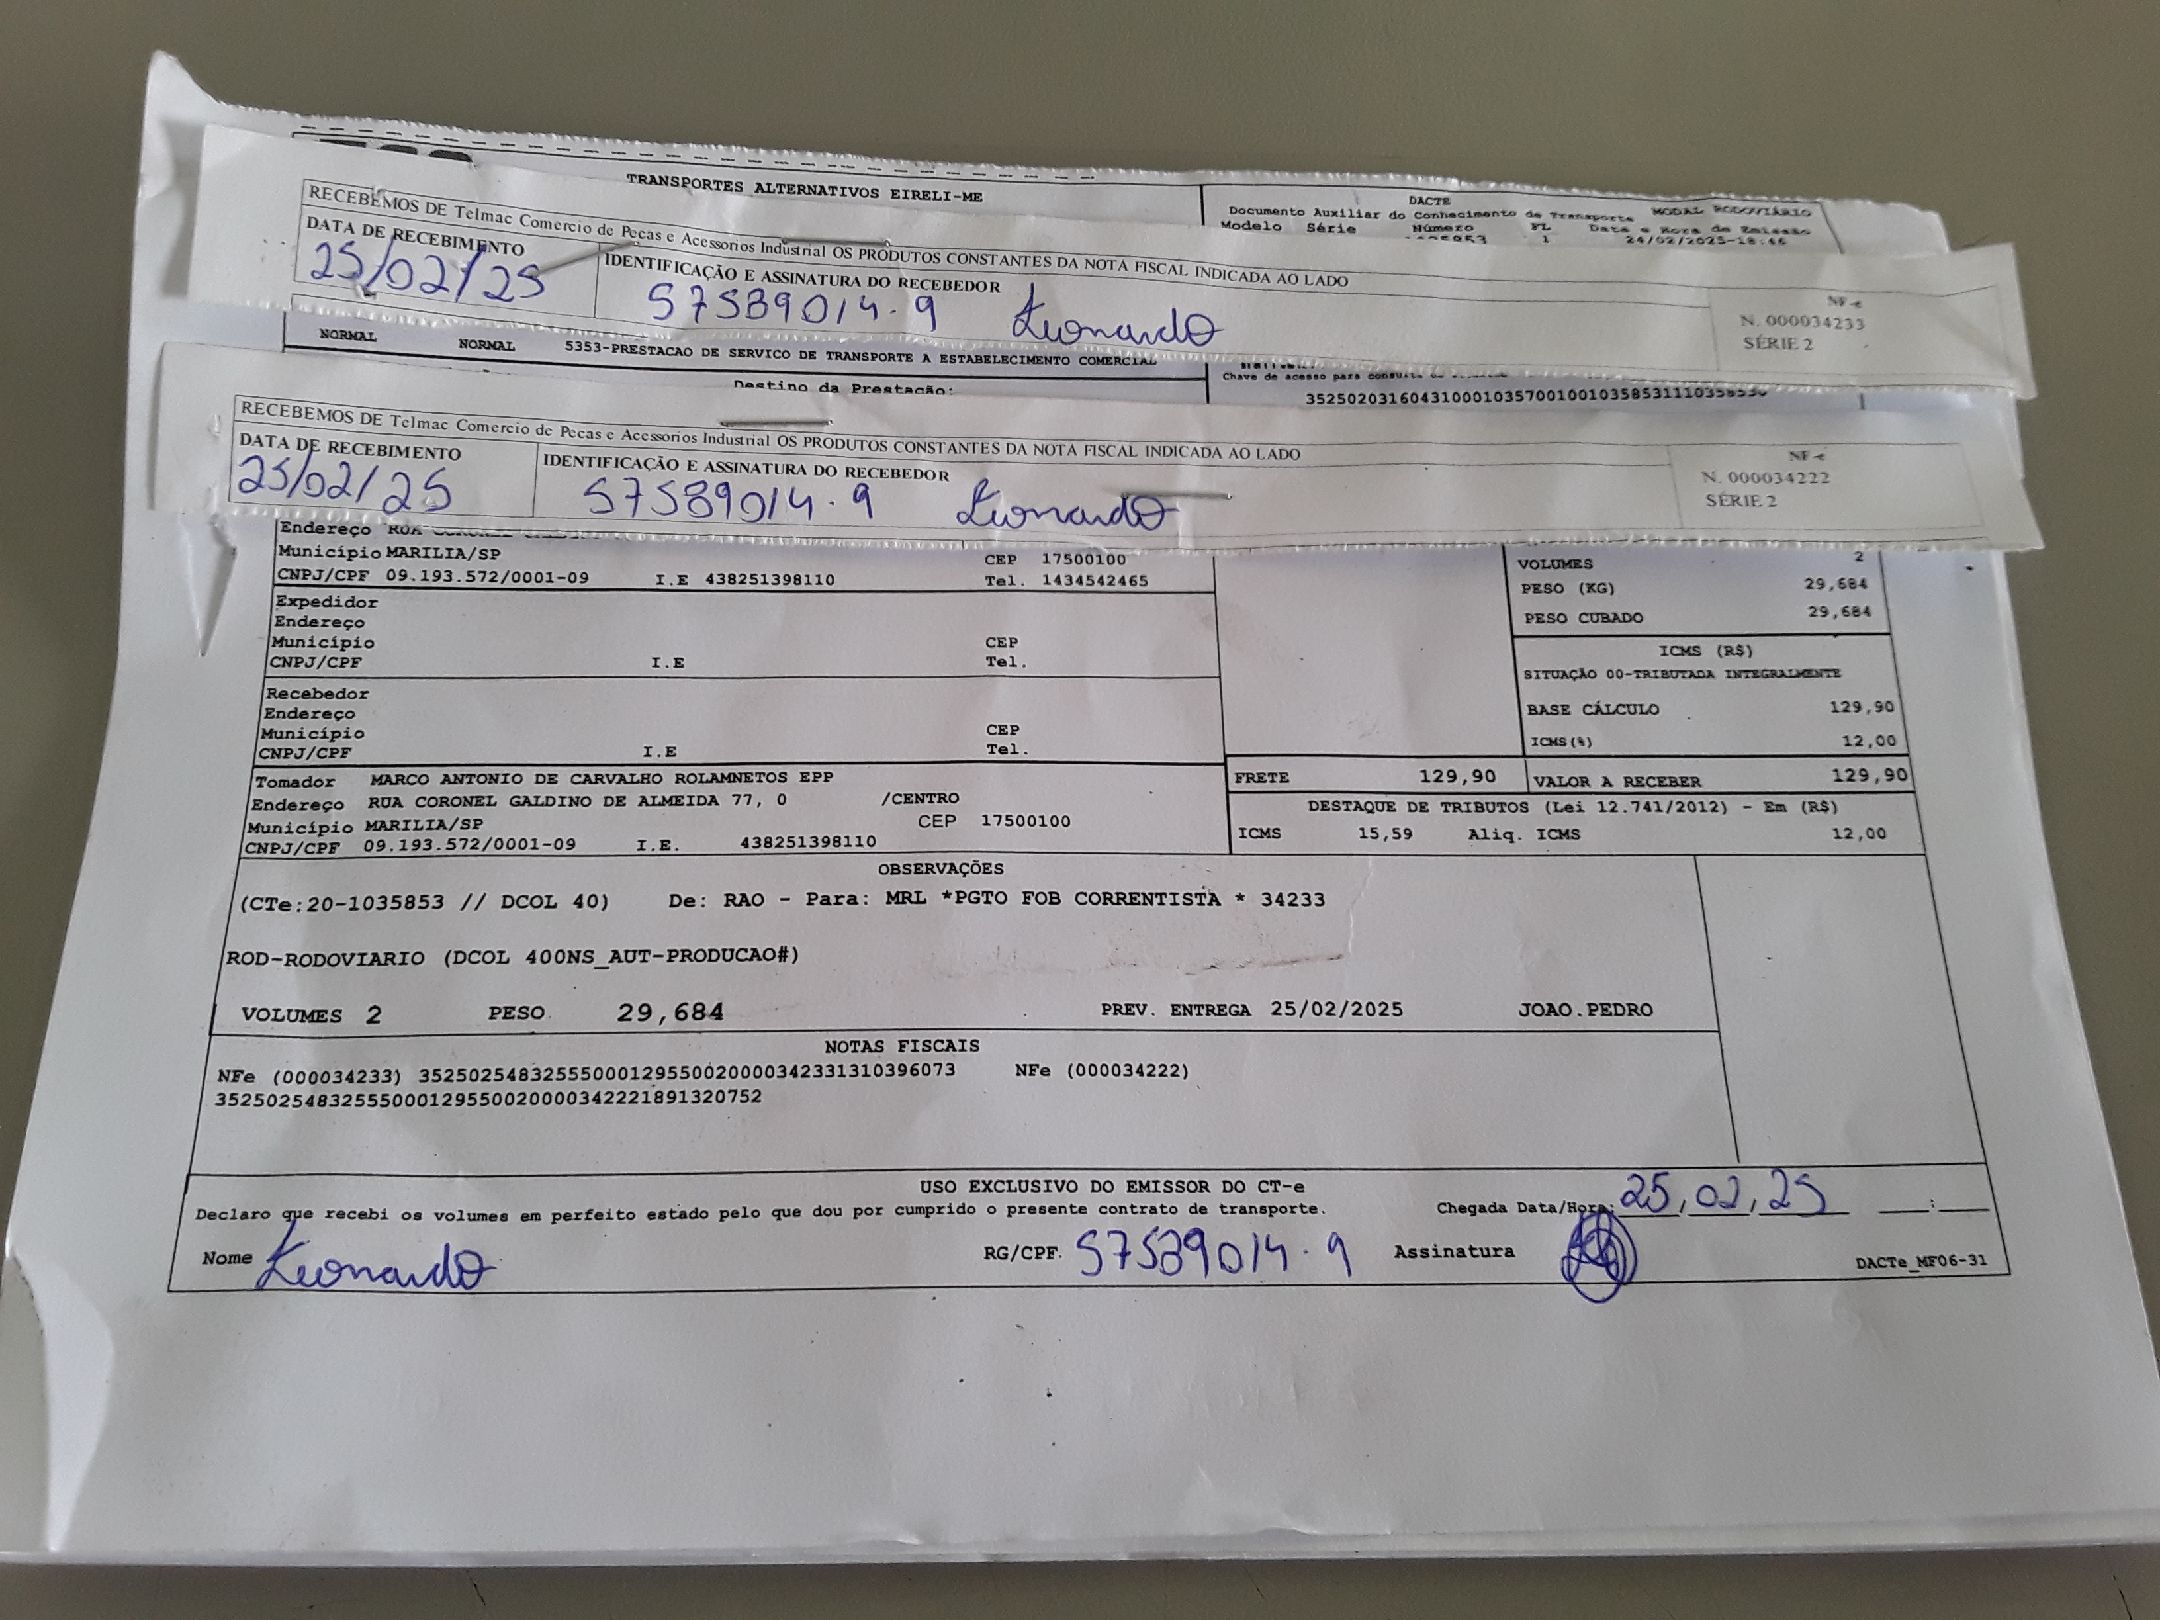 TRANSPORTES ALTERNATIVOS EIRELI-ME
DACTE
Documento Auxiliar do Conhecimento de Transporte MODAL RODOVIÁRIO
Modelo Série Número FL Data e Hora de Emissão
1 24/02/2025-18:46
RECEBEMOS DE Telmac Comercio de Pecas e Acessorios Industrial OS PRODUTOS CONSTANTES DA NOTA FISCAL INDICADA AO LADO
DATA DE RECEBIMENTO IDENTIFICAÇÃO E ASSINATURA DO RECEBEDOR
25/02/25 57589014-9 Leonardo
NF-e
N. 000034233
SÉRIE 2
NORMAL NORMAL 5353-PRESTACAO DE SERVICO DE TRANSPORTE A ESTABELECIMENTO COMERCIAL
Destino da Prestação:
Chave de acesso para
RECEBEMOS DE Telmac Comercio de Pecas e Acessorios Industrial OS PRODUTOS CONSTANTES DA NOTA FISCAL INDICADA AO LADO
DATA DE RECEBIMENTO IDENTIFICAÇÃO E ASSINATURA DO RECEBEDOR
25/02/25 57589014-9 Leonardo
NF-e
N. 000034222
SÉRIE 2
Endereço RUA CORONEL
Município MARILIA/SP CEP 17500100
CNPJ/CPF 09.193.572/0001-09 I.E 438251398110 Tel. 1434542465
VOLUMES 2
PESO (KG) 29,684
PESO CUBADO 29,684
Expedidor
Endereço
Município CEP
CNPJ/CPF I.E Tel.
ICMS (R$)
SITUAÇÃO 00-TRIBUTADA INTEGRALMENTE
BASE CÁLCULO 129,90
ICMS(%) 12,00
Recebedor
Endereço
Município CEP
CNPJ/CPF I.E Tel.
FRETE 129,90 VALOR A RECEBER 129,90
Tomador MARCO ANTONIO DE CARVALHO ROLAMNETOS EPP
Endereço RUA CORONEL GALDINO DE ALMEIDA 77, 0 /CENTRO
Município MARILIA/SP CEP 17500100
CNPJ/CPF 09.193.572/0001-09 I.E. 438251398110
DESTAQUE DE TRIBUTOS (Lei 12.741/2012) - Em (R$)
ICMS 15,59 Aliq. ICMS 12,00
OBSERVAÇÕES
(CTe:20-1035853 // DCOL 40) De: RAO - Para: MRL *PGTO FOB CORRENTISTA * 34233
ROD-RODOVIARIO (DCOL 400NS_AUT-PRODUCAO#)
VOLUMES 2 PESO 29,684 PREV. ENTREGA 25/02/2025 JOAO.PEDRO
NOTAS FISCAIS
NFe (000034233) 35250254832555000129550020000342331310396073 NFe (000034222)
35250254832555000129550020000342221891320752
USO EXCLUSIVO DO EMISSOR DO CT-e
Declaro que recebi os volumes em perfeito estado pelo que dou por cumprido o presente contrato de transporte. Chegada Data/Hora: 25,02,25 :
Nome Leonardo RG/CPF. 57589014-9 Assinatura
DACTe_MF06-31